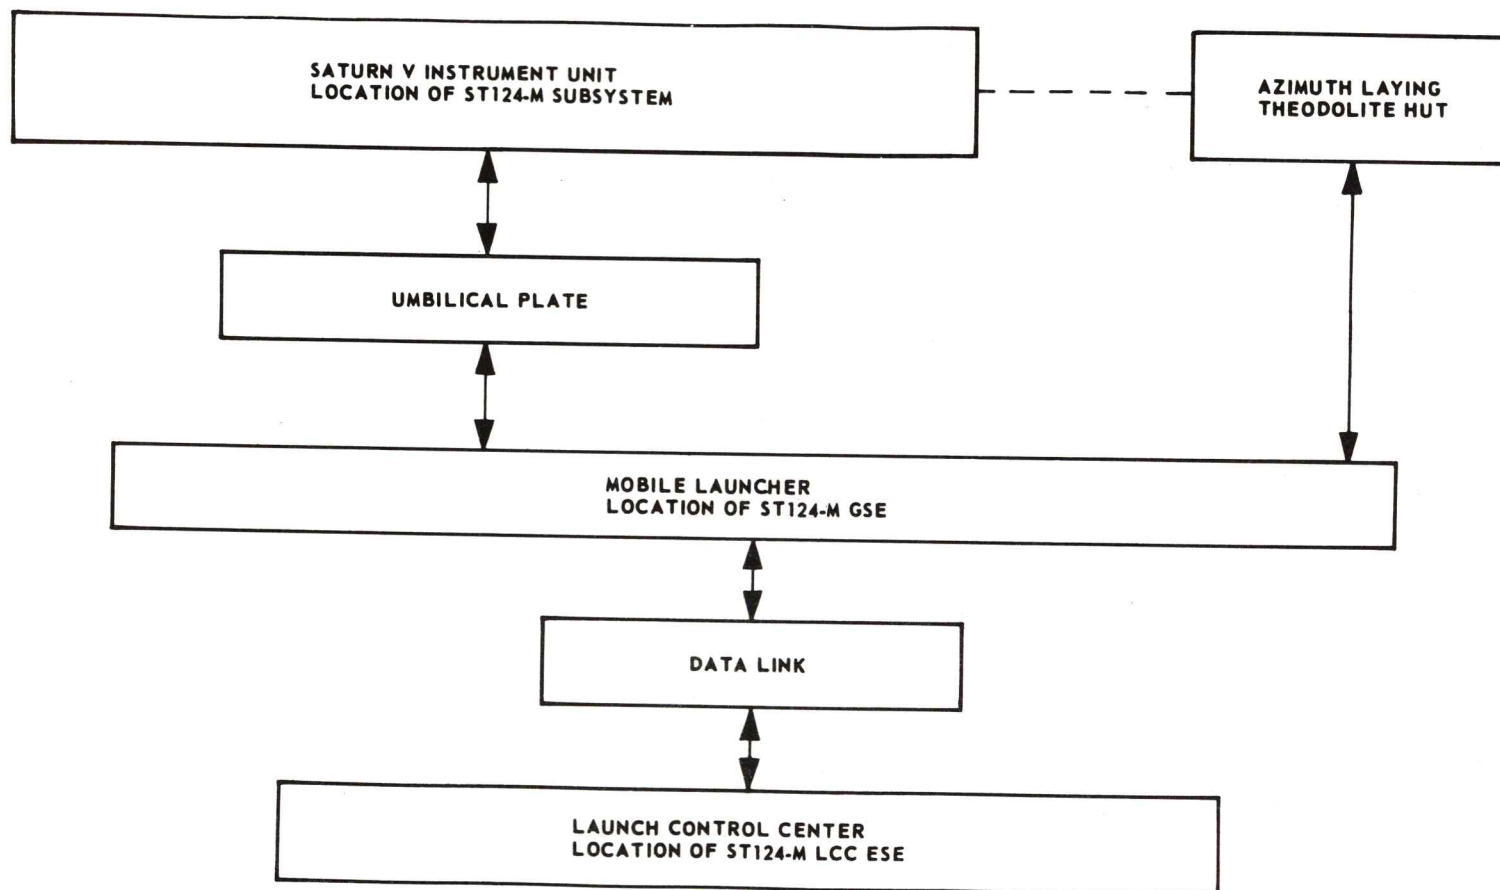 SATURN V INSTRUMENT UNIT
LOCATION OF ST124-M SUBSYSTEM
AZIMUTH LAYING
THEODOLITE HUT
UMBILICAL PLATE
MOBILE LAUNCHER
LOCATION OF ST124-M GSE
DATA LINK
LAUNCH CONTROL CENTER
LOCATION OF ST124-M LCC ESE